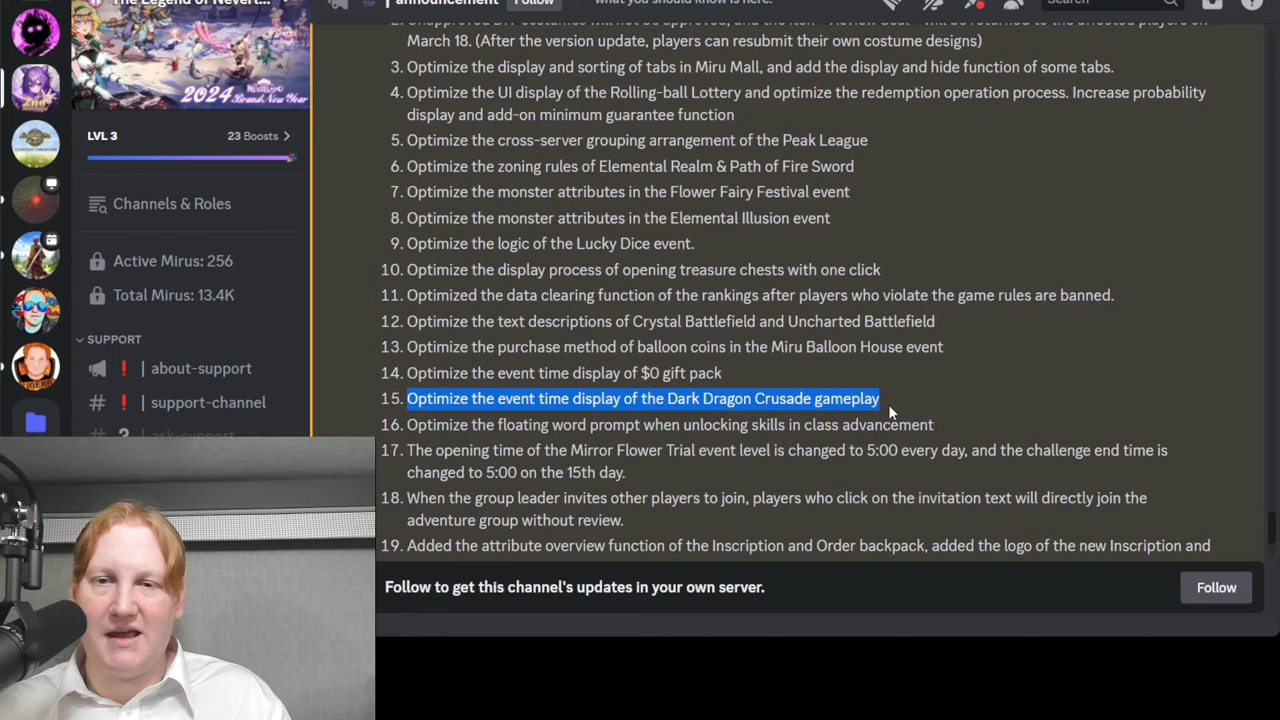 The Legend of Neverl
announcement
Follow
what you should know is here.
Search
March 18. (After the version update, players can resubmit their own costume designs)
3. Optimize the display and sorting of tabs in Miru Mall, and add the display and hide function of some tabs.
4. Optimize the UI display of the Rolling-ball Lottery and optimize the redemption operation process. Increase probability
display and add-on minimum guarantee function
5. Optimize the cross-server grouping arrangement of the Peak League
6. Optimize the zoning rules of Elemental Realm & Path of Fire Sword
7. Optimize the monster attributes in the Flower Fairy Festival event
8. Optimize the monster attributes in the Elemental Illusion event
9. Optimize the logic of the Lucky Dice event.
10. Optimize the display process of opening treasure chests with one click
11. Optimized the data clearing function of the rankings after players who violate the game rules are banned.
12. Optimize the text descriptions of Crystal Battlefield and Uncharted Battlefield
13. Optimize the purchase method of balloon coins in the Miru Balloon House event
14. Optimize the event time display of $0 gift pack
15. Optimize the event time display of the Dark Dragon Crusade gameplay
16. Optimize the floating word prompt when unlocking skills in class advancement
17. The opening time of the Mirror Flower Trial event level is changed to 5:00 every day, and the challenge end time is
changed to 5:00 on the 15th day.
18. When the group leader invites other players to join, players who click on the invitation text will directly join the
adventure group without review.
19. Added the attribute overview function of the Inscription and Order backpack, added the logo of the new Inscription and
Follow to get this channel's updates in your own server.
Follow
2024
LVL 3
23 Boosts
Channels & Roles
Active Mirus: 256
Total Mirus: 13.4K
SUPPORT
| about-support
# | support-channel